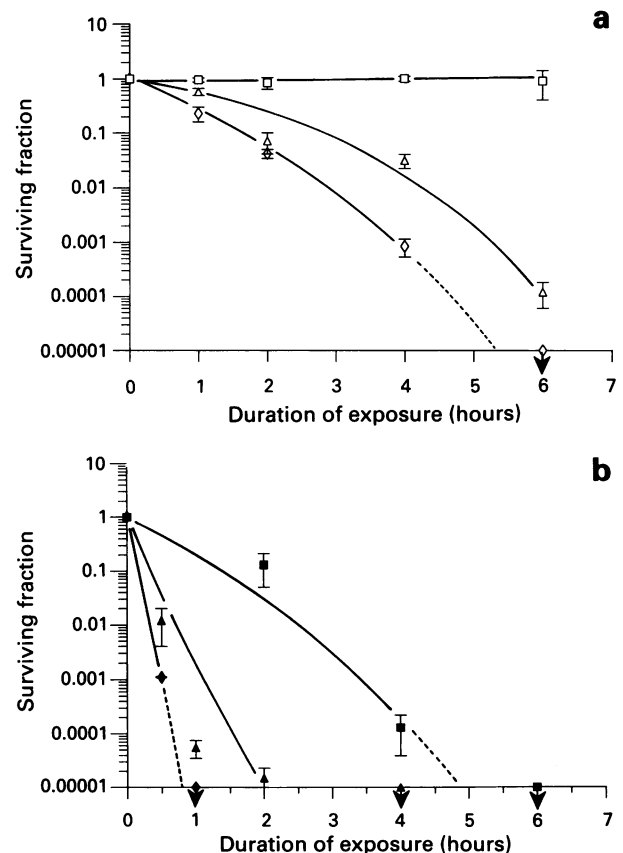 a
10
1
0.1
0.01
0.001
0.0001
0.00001
Surviving fraction
0 1 2 3 4 5 6 7
Duration of exposure (hours)
b
10
1
0.1
0.01
0.001
0.0001
0.00001
Surviving fraction
0 1 2 3 4 5 6 7
Duration of exposure (hours)